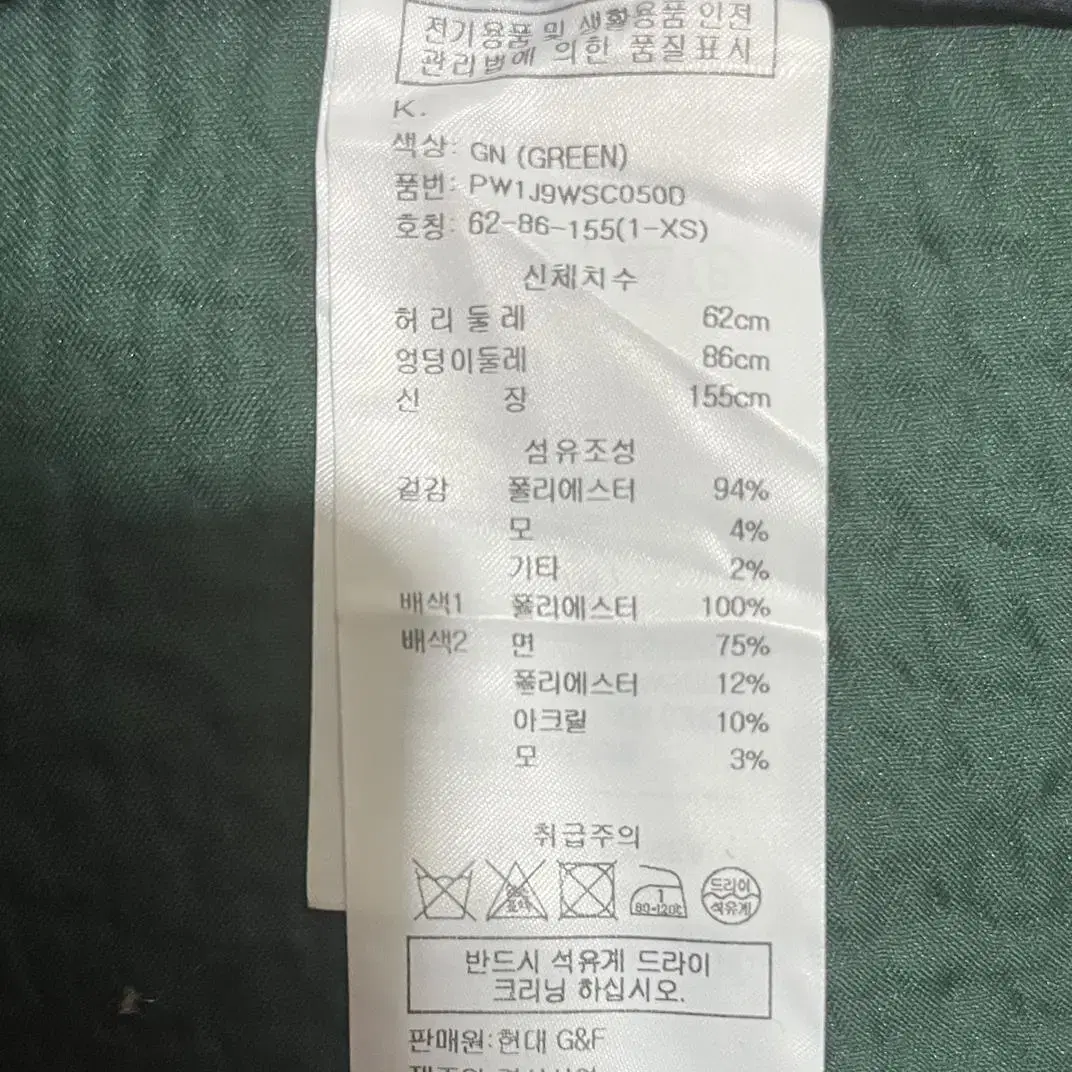 전기용품 및 생활용품 안전
관리법에 의한 품질표시
K.
색상: GN (GREEN)
품번: PW1J9WSC050D
호칭: 62-86-155(1-XS)
신체치수
허리둘레 62cm
엉덩이둘레 86cm
신 장 155cm
섬유조성
겉감 폴리에스터 94%
모 4%
기타 2%
배색1 폴리에스터 100%
배색2 면 75%
폴리에스터 12%
아크릴 10%
모 3%
취급주의
1
80-120℃
드라이
석유계
반드시 석유계 드라이
크리닝 하십시오.
판매원: 현대 G&F